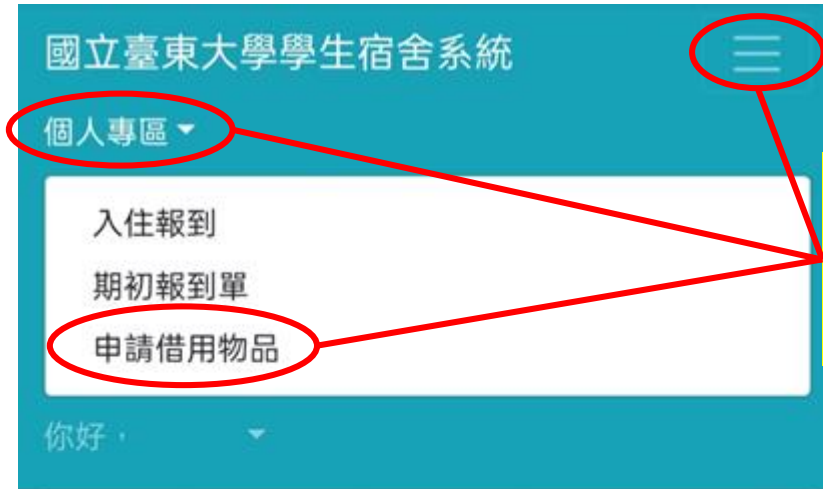 國立臺東大學學生宿舍系統
個人專區
入住報到
期初報到單
申請借用物品
你好，